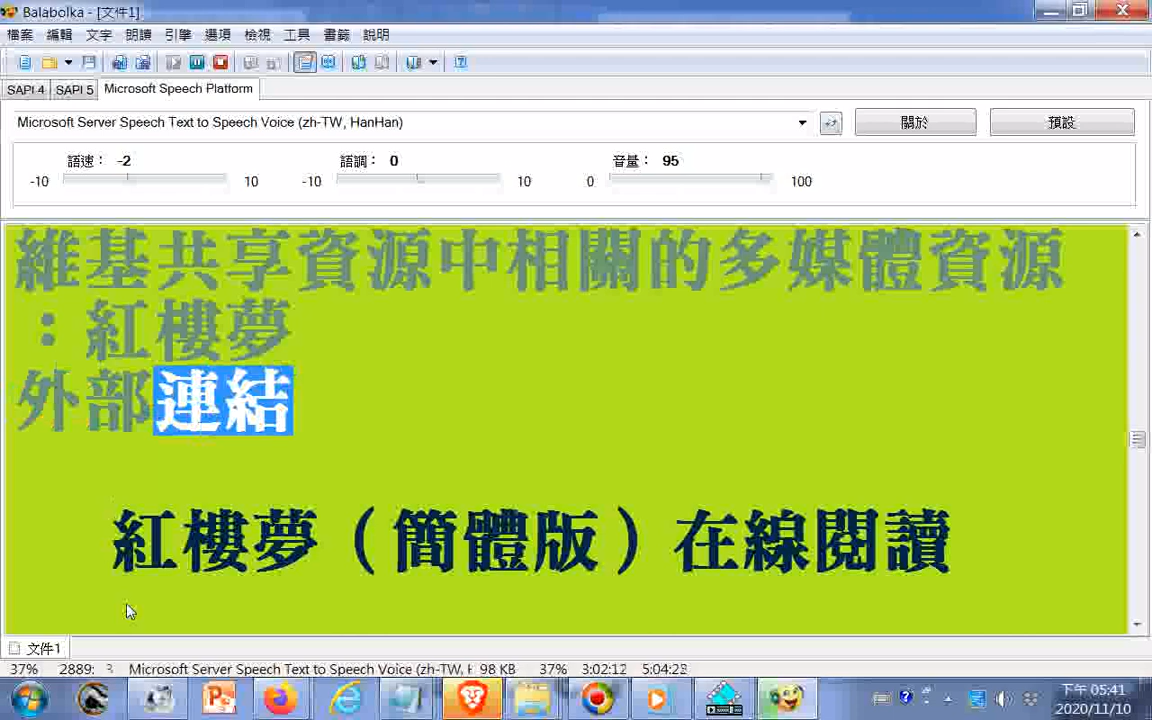 Balabolka - [文件1]
檔案 編輯 文字 朗讀 引擎 選項 檢視 工具 書籤 說明
SAPI 4 SAPI 5 Microsoft Speech Platform
Microsoft Server Speech Text to Speech Voice (zh-TW, HanHan) 關於 預設
語速： -2 語調： 0 音量： 95
-10 10 -10 10 0 100
維基共享資源中相關的多媒體資源
：紅樓夢
外部連結
紅樓夢（簡體版）在線閱讀
文件1
37% 2889: Microsoft Server Speech Text to Speech Voice (zh-TW, 98 KB 37% 3:02:12 5:04:23
下午 05:41
2020/11/10